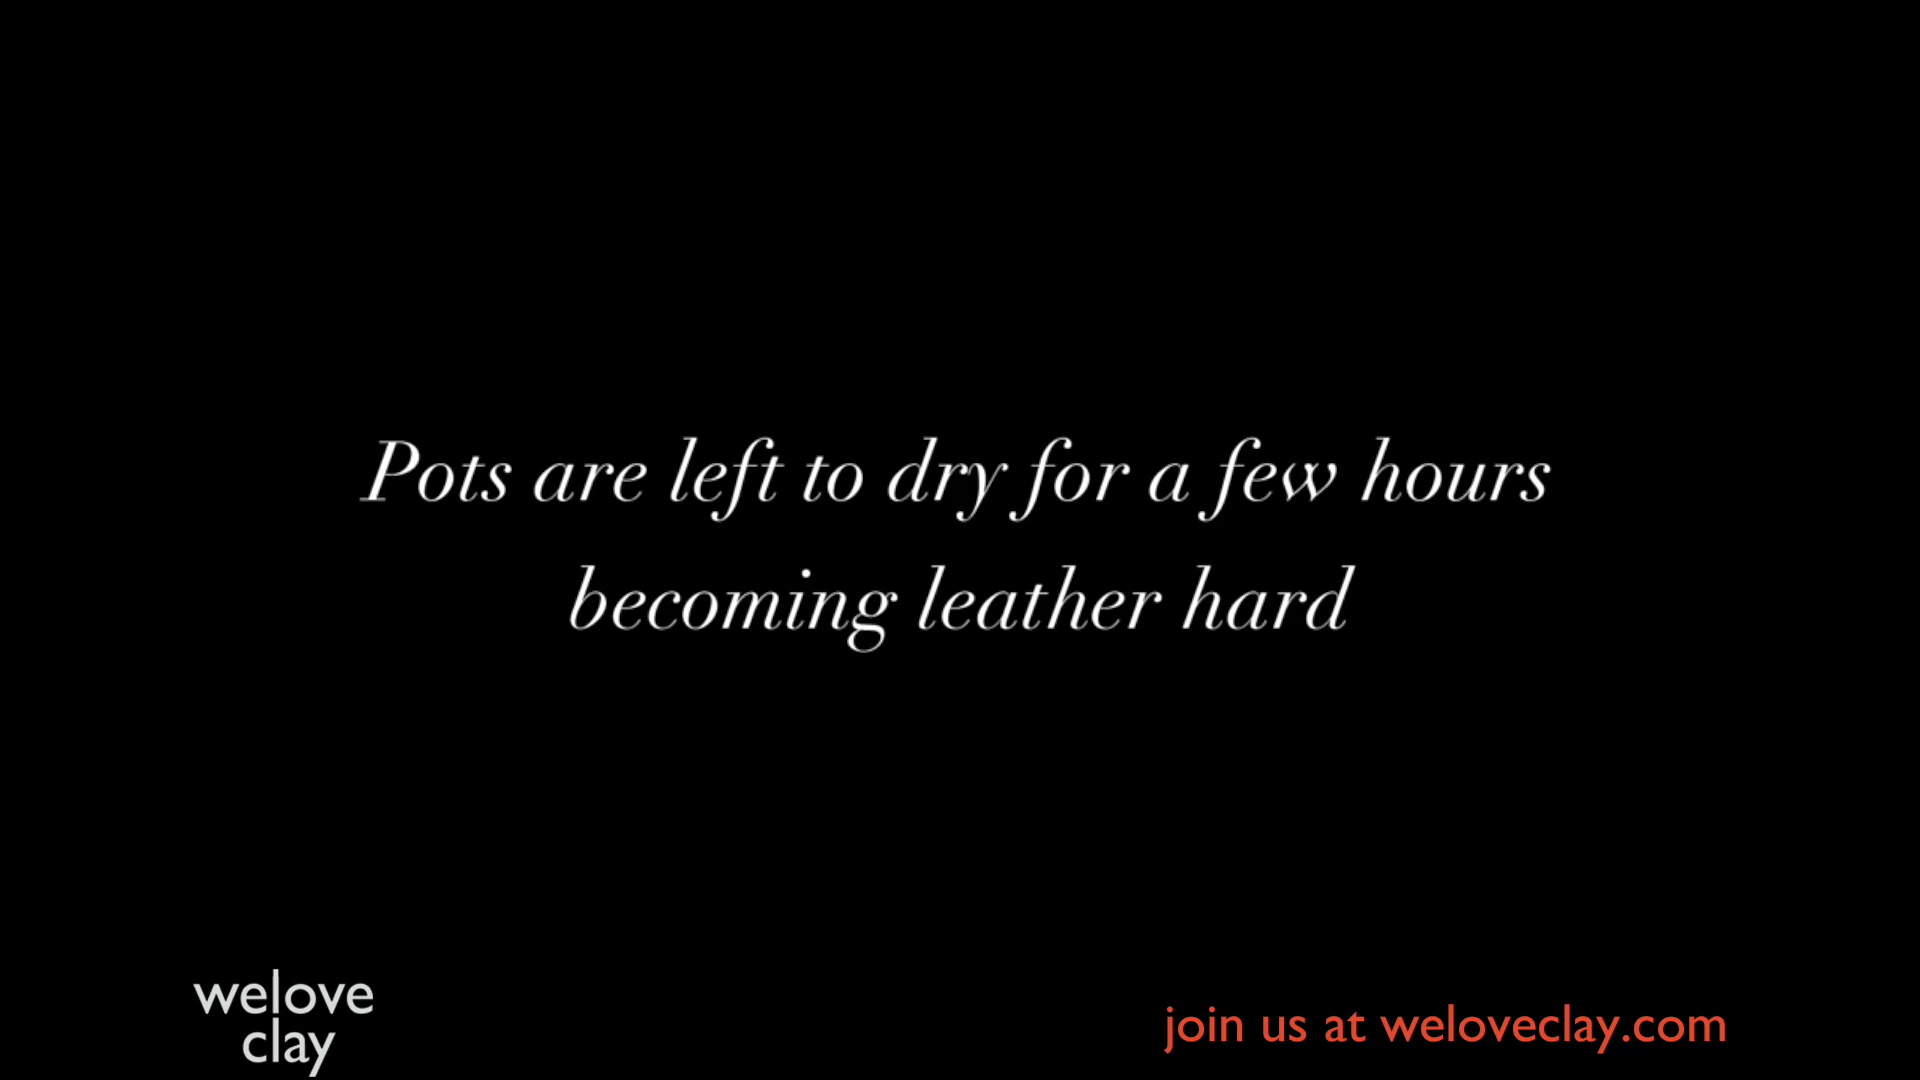 Pots are left to dry for a few hours
becoming leather hard
welove
clay
join us at weloveclay.com